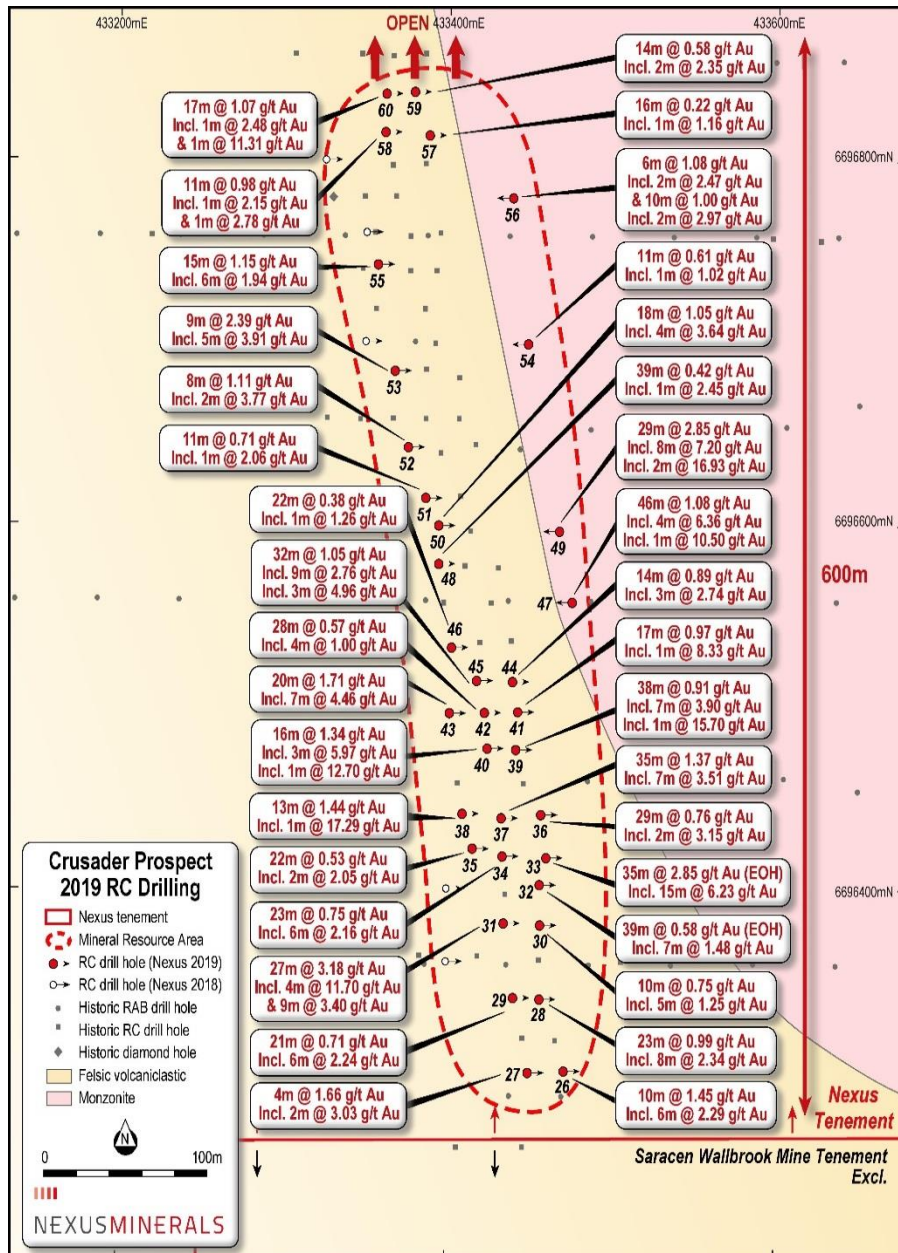 433200mE
433400mE
433600mE
OPEN
17m @ 1.07 g/t Au
Incl. 1m @ 2.48 g/t Au
& 1m @ 11.31 g/t Au
11m @ 0.98 g/t Au
Incl. 1m @ 2.15 g/t Au
& 1m @ 2.78 g/t Au
15m @ 1.15 g/t Au
Incl. 6m @ 1.94 g/t Au
9m @ 2.39 g/t Au
Incl. 5m @ 3.91 g/t Au
8m @ 1.11 g/t Au
Incl. 2m @ 3.77 g/t Au
11m @ 0.71 g/t Au
Incl. 1m @ 2.06 g/t Au
22m @ 0.38 g/t Au
Incl. 1m @ 1.26 g/t Au
32m @ 1.05 g/t Au
Incl. 9m @ 2.76 g/t Au
Incl. 3m @ 4.96 g/t Au
28m @ 0.57 g/t Au
Incl. 4m @ 1.00 g/t Au
20m @ 1.71 g/t Au
Incl. 7m @ 4.46 g/t Au
16m @ 1.34 g/t Au
Incl. 3m @ 5.97 g/t Au
Incl. 1m @ 12.70 g/t Au
13m @ 1.44 g/t Au
Incl. 1m @ 17.29 g/t Au
22m @ 0.53 g/t Au
Incl. 2m @ 2.05 g/t Au
23m @ 0.75 g/t Au
Incl. 6m @ 2.16 g/t Au
27m @ 3.18 g/t Au
Incl. 4m @ 11.70 g/t Au
& 9m @ 3.40 g/t Au
21m @ 0.71 g/t Au
Incl. 6m @ 2.24 g/t Au
4m @ 1.66 g/t Au
Incl. 2m @ 3.03 g/t Au
60
59
58
57
56
55
54
53
52
51
50
49
48
47
46
45
44
43
42
41
40
39
38
37
36
35
34
33
32
31
30
29
28
27
26
14m @ 0.58 g/t Au
Incl. 2m @ 2.35 g/t Au
16m @ 0.22 g/t Au
Incl. 1m @ 1.16 g/t Au
6m @ 1.08 g/t Au
Incl. 2m @ 2.47 g/t Au
& 10m @ 1.00 g/t Au
Incl. 2m @ 2.97 g/t Au
11m @ 0.61 g/t Au
Incl. 1m @ 1.02 g/t Au
18m @ 1.05 g/t Au
Incl. 4m @ 3.64 g/t Au
39m @ 0.42 g/t Au
Incl. 1m @ 2.45 g/t Au
29m @ 2.85 g/t Au
Incl. 8m @ 7.20 g/t Au
Incl. 2m @ 16.93 g/t Au
46m @ 1.08 g/t Au
Incl. 4m @ 6.36 g/t Au
Incl. 1m @ 10.50 g/t Au
14m @ 0.89 g/t Au
Incl. 3m @ 2.74 g/t Au
17m @ 0.97 g/t Au
Incl. 1m @ 8.33 g/t Au
38m @ 0.91 g/t Au
Incl. 7m @ 3.90 g/t Au
Incl. 1m @ 15.70 g/t Au
35m @ 1.37 g/t Au
Incl. 7m @ 3.51 g/t Au
29m @ 0.76 g/t Au
Incl. 2m @ 3.15 g/t Au
35m @ 2.85 g/t Au (EOH)
Incl. 15m @ 6.23 g/t Au
39m @ 0.58 g/t Au (EOH)
Incl. 7m @ 1.48 g/t Au
10m @ 0.75 g/t Au
Incl. 5m @ 1.25 g/t Au
23m @ 0.99 g/t Au
Incl. 8m @ 2.34 g/t Au
10m @ 1.45 g/t Au
Incl. 6m @ 2.29 g/t Au
6696800mN
6696600mN
6696400mN
600m
Nexus
Tenement
Saracen Wallbrook Mine Tenement
Excl.
Crusader Prospect
2019 RC Drilling
Nexus tenement
Mineral Resource Area
RC drill hole (Nexus 2019)
RC drill hole (Nexus 2018)
Historic RAB drill hole
Historic RC drill hole
Historic diamond hole
Felsic volcaniclastic
Monzonite
N
0
100m
NEXUSMINERALS